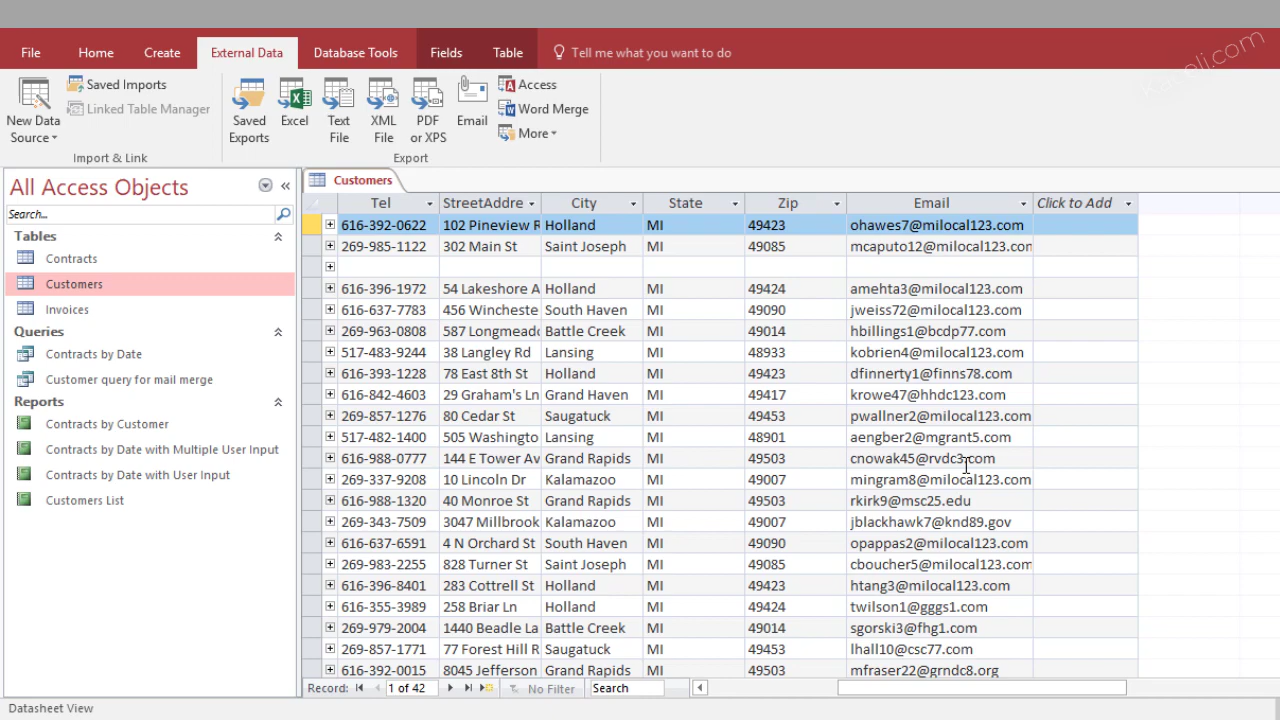 Kacoji.com
File Home Create External Data Database Tools Fields Table Tell me what you want to do
New Data Source
Saved Imports
Linked Table Manager
Import & Link
Saved Exports
Excel
Text File
XML File
PDF or XPS
Email
Access
Word Merge
More
Export
All Access Objects
Search...
Tables
Contracts
Customers
Invoices
Queries
Contracts by Date
Customer query for mail merge
Reports
Contracts by Customer
Contracts by Date with Multiple User Input
Contracts by Date with User Input
Customers List
Customers
Tel StreetAddre City State Zip Email Click to Add
616-392-0622 102 Pineview R Holland MI 49423 ohawes7@milocal123.com
269-985-1122 302 Main St Saint Joseph MI 49085 mcaputo12@milocal123.con
616-396-1972 54 Lakeshore A Holland MI 49424 amehta3@milocal123.com
616-637-7783 456 Wincheste South Haven MI 49090 jweiss72@milocal123.com
269-963-0808 587 Longmeado Battle Creek MI 49014 hbillings1@bcdp77.com
517-483-9244 38 Langley Rd Lansing MI 48933 kobrien4@milocal123.com
616-393-1228 78 East 8th St Holland MI 49423 dfinnerty1@finns78.com
616-842-4603 29 Graham's Ln Grand Haven MI 49417 krowe47@hhdc123.com
269-857-1276 80 Cedar St Saugatuck MI 49453 pwallner2@milocal123.com
517-482-1400 505 Washingto Lansing MI 48901 aengber2@mgrant5.com
616-988-0777 144 E Tower Av Grand Rapids MI 49503 cnowak45@rvdc3.com
269-337-9208 10 Lincoln Dr Kalamazoo MI 49007 mingram8@milocal123.com
616-988-1320 40 Monroe St Grand Rapids MI 49503 rkirk9@msc25.edu
269-343-7509 3047 Millbrook Kalamazoo MI 49007 jblackhawk7@knd89.gov
616-637-6591 4 N Orchard St South Haven MI 49090 opappas2@milocal123.com
269-983-2255 828 Turner St Saint Joseph MI 49085 cboucher5@milocal123.com
616-396-8401 283 Cottrell St Holland MI 49423 htang3@milocal123.com
616-355-3989 258 Briar Ln Holland MI 49424 twilson1@gggs1.com
269-979-2004 1440 Beadle La Battle Creek MI 49014 sgorski3@fhg1.com
269-857-1771 77 Forest Hill R Saugatuck MI 49453 lhall10@csc77.com
616-392-0015 8045 Jefferson Grand Rapids MI 49503 mfraser22@grndc8.org
Record: 1 of 42 No Filter Search
Datasheet View